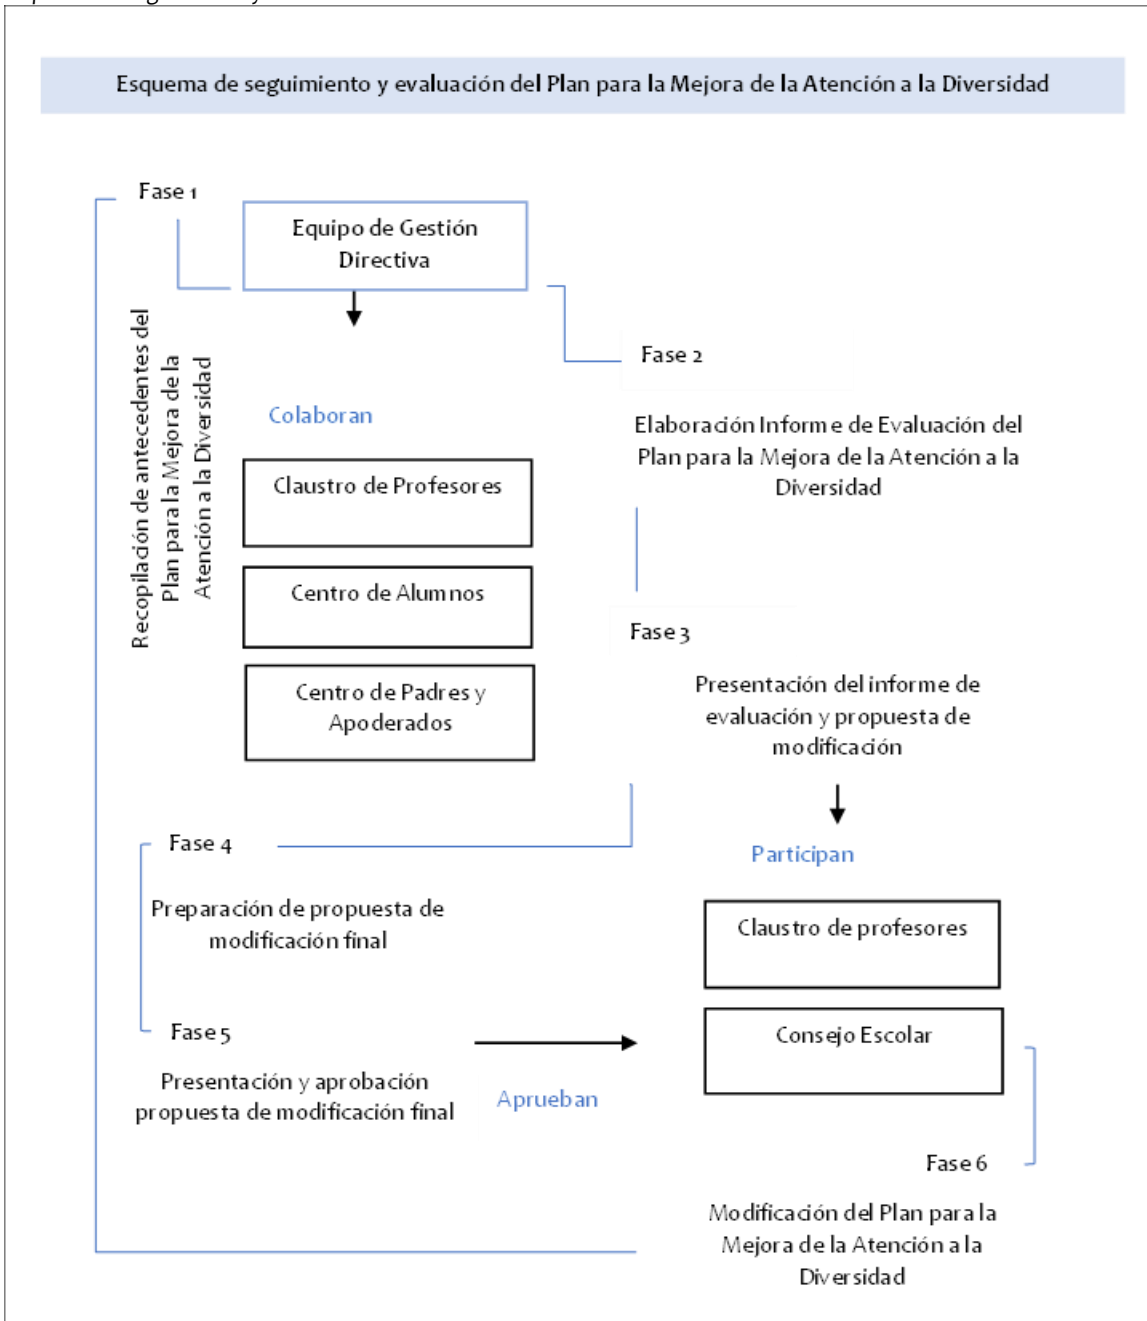 Esquema de seguimiento y evaluación del Plan para la Mejora de la Atención a la Diversidad
Fase 1
Equipo de Gestión
Directiva
Recopilación de antecedentes del
Plan para la Mejora de la
Atención a la Diversidad
Colaboran
Claustro de Profesores
Centro de Alumnos
Centro de Padres y
Apoderados
Fase 2
Elaboración Informe de Evaluación del
Plan para la Mejora de la Atención a la
Diversidad
Fase 3
Presentación del informe de
evaluación y propuesta de
modificación
Participan
Claustro de profesores
Consejo Escolar
Fase 4
Preparación de propuesta de
modificación final
Fase 5
Presentación y aprobación
propuesta de modificación final
Aprueban
Fase 6
Modificación del Plan para la
Mejora de la Atención a la
Diversidad